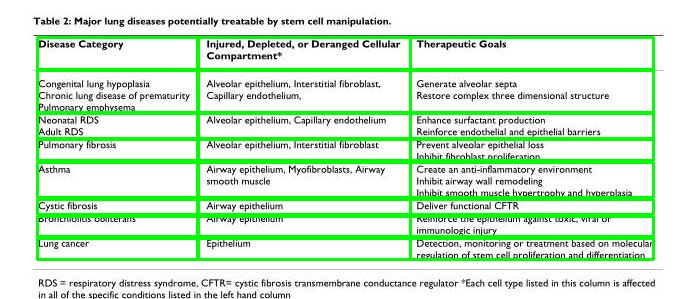 Table 2: Major lung diseases potentially treatable by stem cell manipulation.
Disease Category
Injured, Depleted, or Deranged Cellular
Compartment*
Therapeutic Goals
Congenital lung hypoplasia
Chronic lung disease of prematurity
Pulmonary emphysema
Alveolar epithelium, Interstitial fibroblast,
Capillary endothelium,
Generate alveolar septa
Restore complex three dimensional structure
Neonatal RDS
Adult RDS
Alveolar epithelium, Capillary endothelium
Enhance surfactant production
Reinforce endothelial and epithelial barriers
Pulmonary fibrosis
Alveolar epithelium, Interstitial fibroblast
Prevent alveolar epithelial loss
Inhibit fibroblast proliferation
Asthma
Airway epithelium, Myofibroblasts, Airway
smooth muscle
Create an anti-inflammatory environment
Inhibit airway wall remodeling
Inhibit smooth muscle hypertrophy and hyperplasia
Cystic fibrosis
Airway epithelium
Deliver functional CFTR
Bronchiolitis obliterans
Airway epithelium
Reinforce the epithelium against toxic, viral or
immunologic injury
Lung cancer
Epithelium
Detection, monitoring or treatment based on molecular
regulation of stem cell proliferation and differentiation
RDS = respiratory distress syndrome, CFTR= cystic fibrosis transmembrane conductance regulator *Each cell type listed in this column is affected
in all of the specific conditions listed in the left hand column